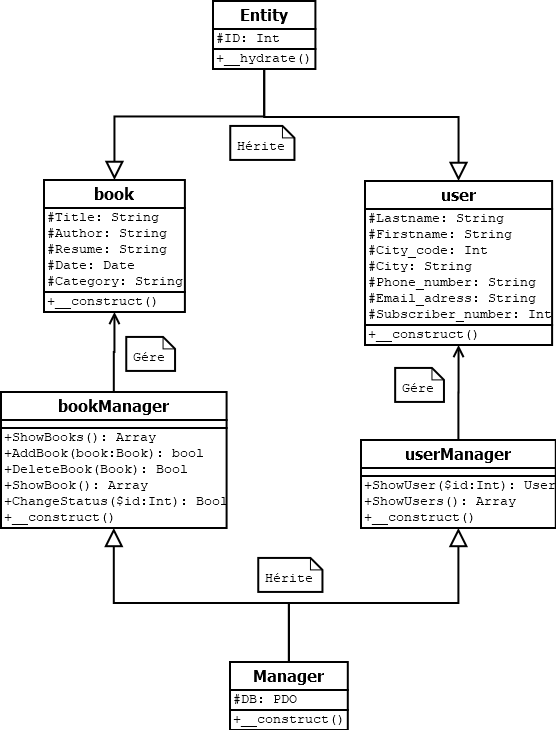 Entity
#ID: Int
+__hydrate()
Hérite
book
#Title: String
#Author: String
#Resume: String
#Date: Date
#Category: String
+__construct()
user
#Lastname: String
#Firstname: String
#City_code: Int
#City: String
#Phone_number: String
#Email_adress: String
#Subscriber_number: Int
+__construct()
Gére
Gére
bookManager
+ShowBooks(): Array
+AddBook(book:Book): bool
+DeleteBook(Book): Bool
+ShowBook(): Array
+ChangeStatus($id:Int): Bool
+__construct()
userManager
+ShowUser($id:Int): User
+ShowUsers(): Array
+__construct()
Hérite
Manager
#DB: PDO
+__construct()